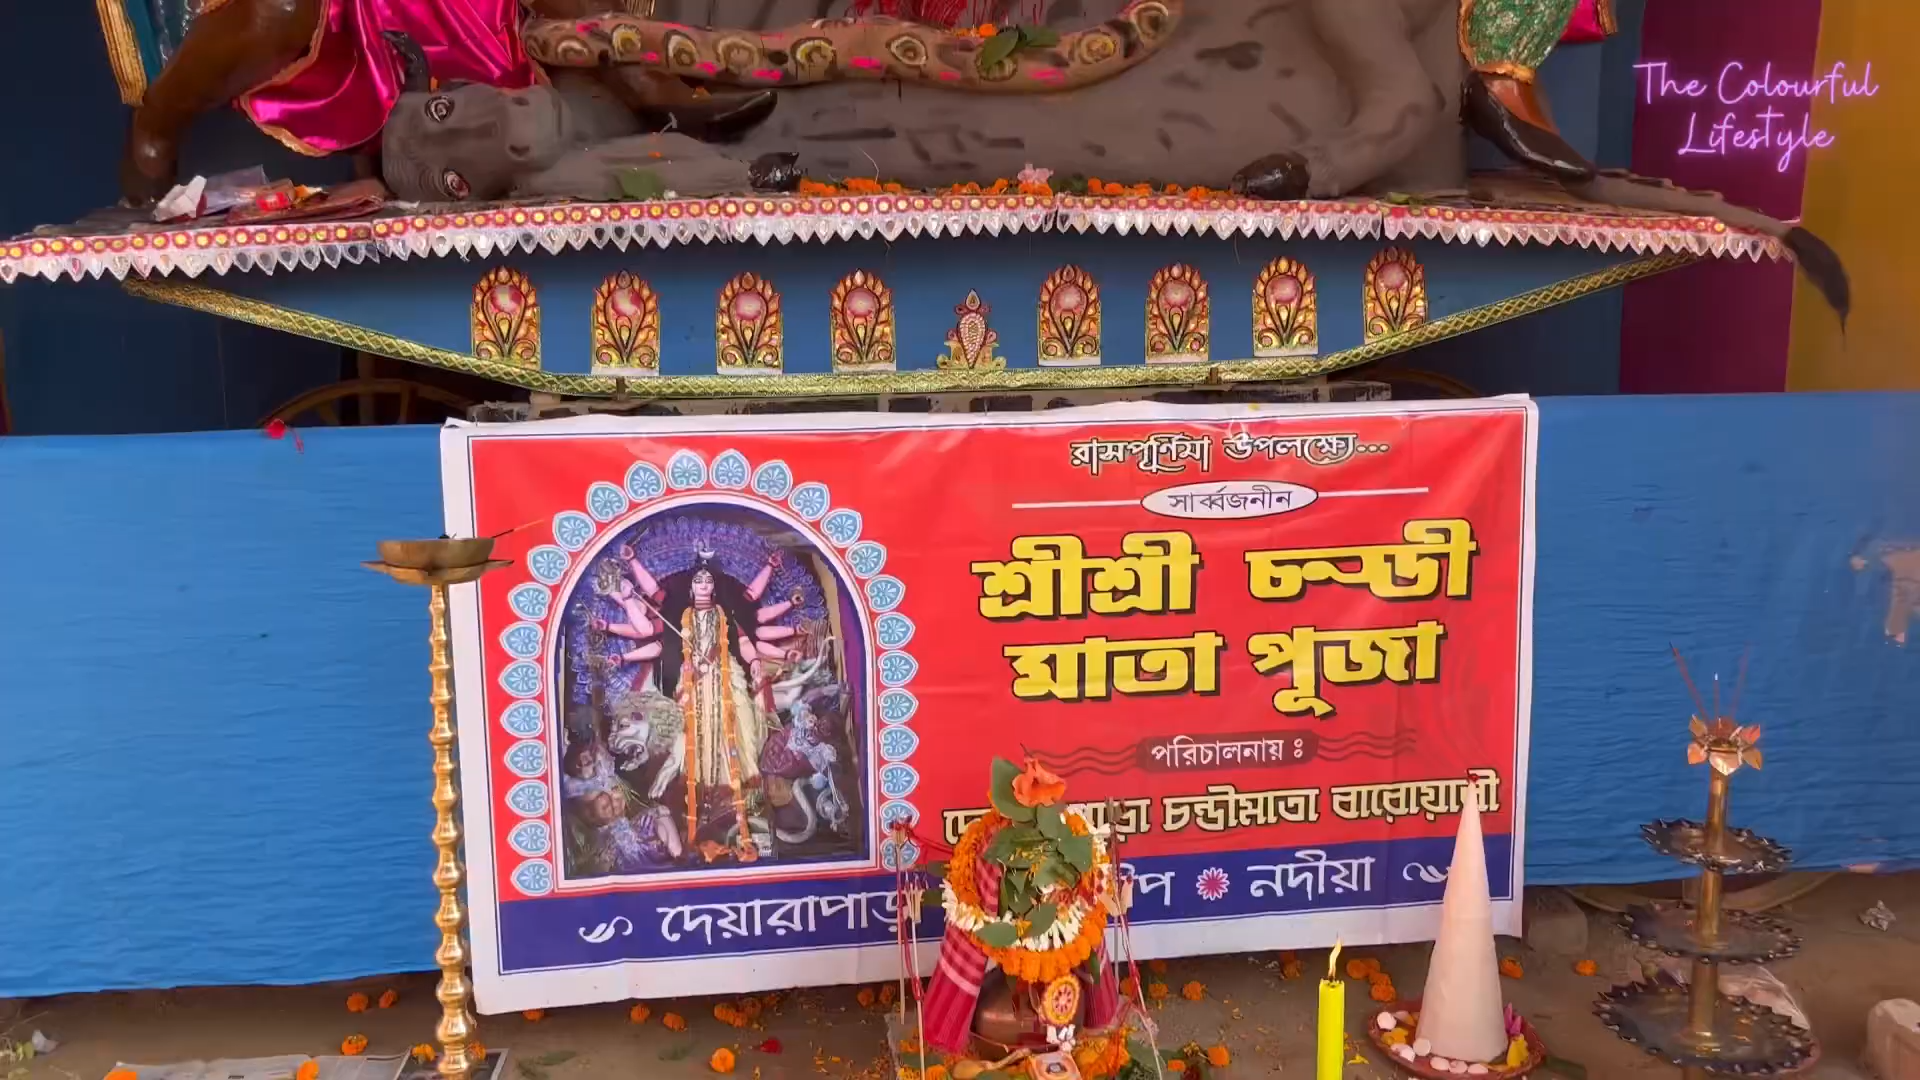 The Colourful
Lifestyle
রাসপূর্ণিমা উপলক্ষ্যে...
সার্ব্বজনীন
শ্রীশ্রী চন্ডী
মাতা পূজা
পরিচালনায় ঃ
চন্ডীমাতা বারোয়ারী
দেয়ারাপাড়া নদীয়া